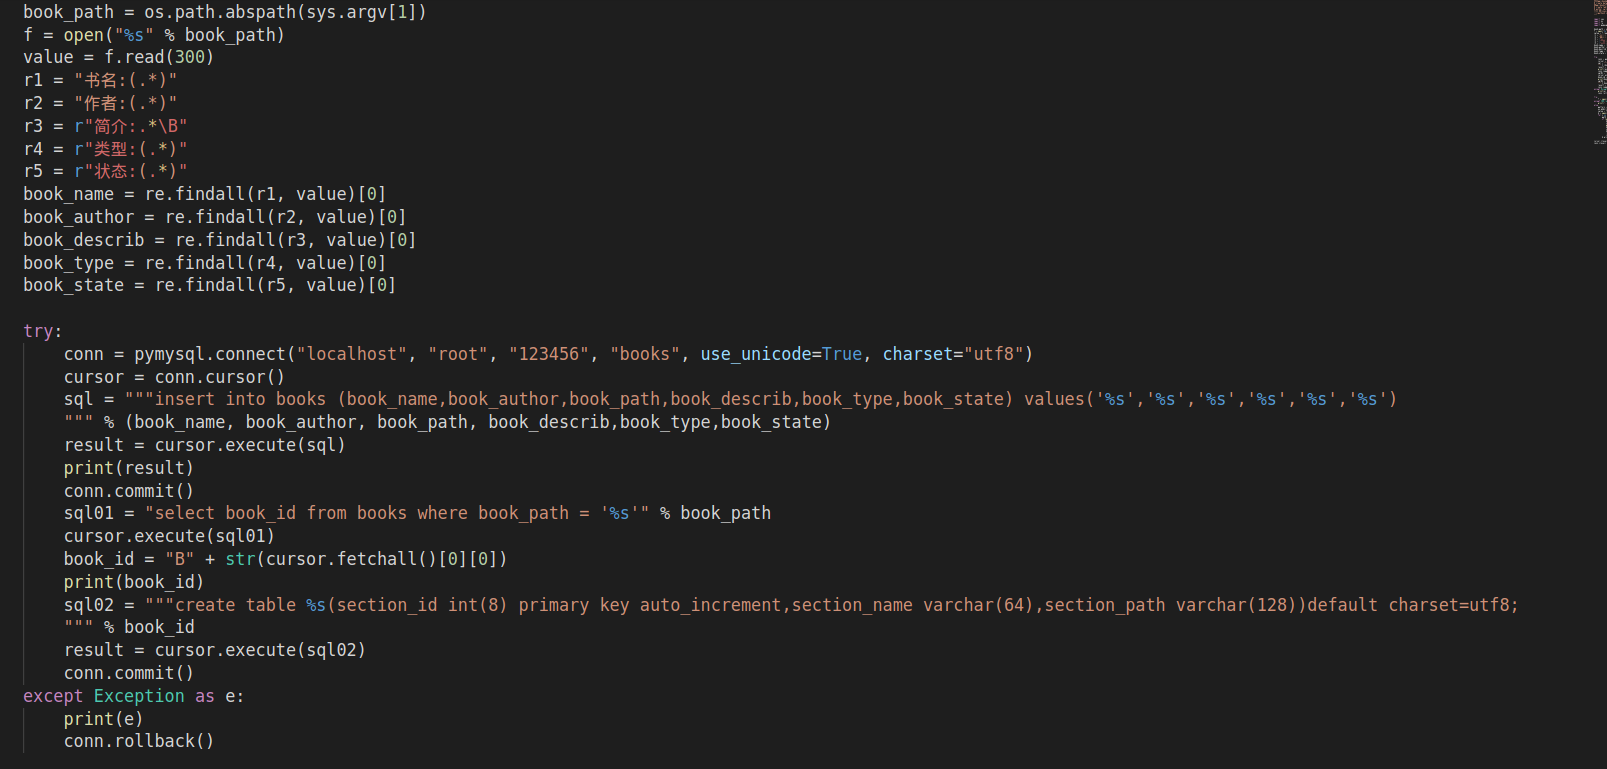 book_path = os.path.abspath(sys.argv[1])
f = open("%s" % book_path)
value = f.read(300)
r1 = "书名:(.*)"
r2 = "作者:(.*)"
r3 = r"简介:.*\B"
r4 = r"类型:(.*)"
r5 = r"状态:(.*)"
book_name = re.findall(r1, value)[0]
book_author = re.findall(r2, value)[0]
book_describ = re.findall(r3, value)[0]
book_type = re.findall(r4, value)[0]
book_state = re.findall(r5, value)[0]
try:
    conn = pymysql.connect("localhost", "root", "123456", "books", use_unicode=True, charset="utf8")
    cursor = conn.cursor()
    sql = """insert into books (book_name,book_author,book_path,book_describ,book_type,book_state) values('%s','%s','%s','%s','%s','%s')
    """ % (book_name, book_author, book_path, book_describ,book_type,book_state)
    result = cursor.execute(sql)
    print(result)
    conn.commit()
    sql01 = "select book_id from books where book_path = '%s'" % book_path
    cursor.execute(sql01)
    book_id = "B" + str(cursor.fetchall()[0][0])
    print(book_id)
    sql02 = """create table %s(section_id int(8) primary key auto_increment,section_name varchar(64),section_path varchar(128))default charset=utf8;
    """ % book_id
    result = cursor.execute(sql02)
    conn.commit()
except Exception as e:
    print(e)
    conn.rollback()